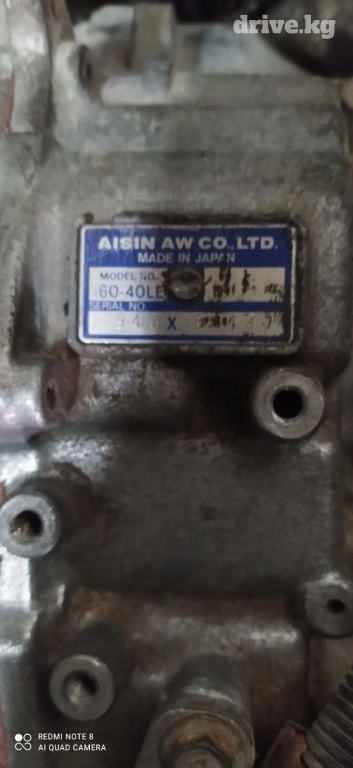 drive.kg
AISIN AW CO., LTD.
MADE IN JAPAN
MODEL NO.
60-40LE
SERIAL NO.
X
REDMI NOTE 8
AI QUAD CAMERA